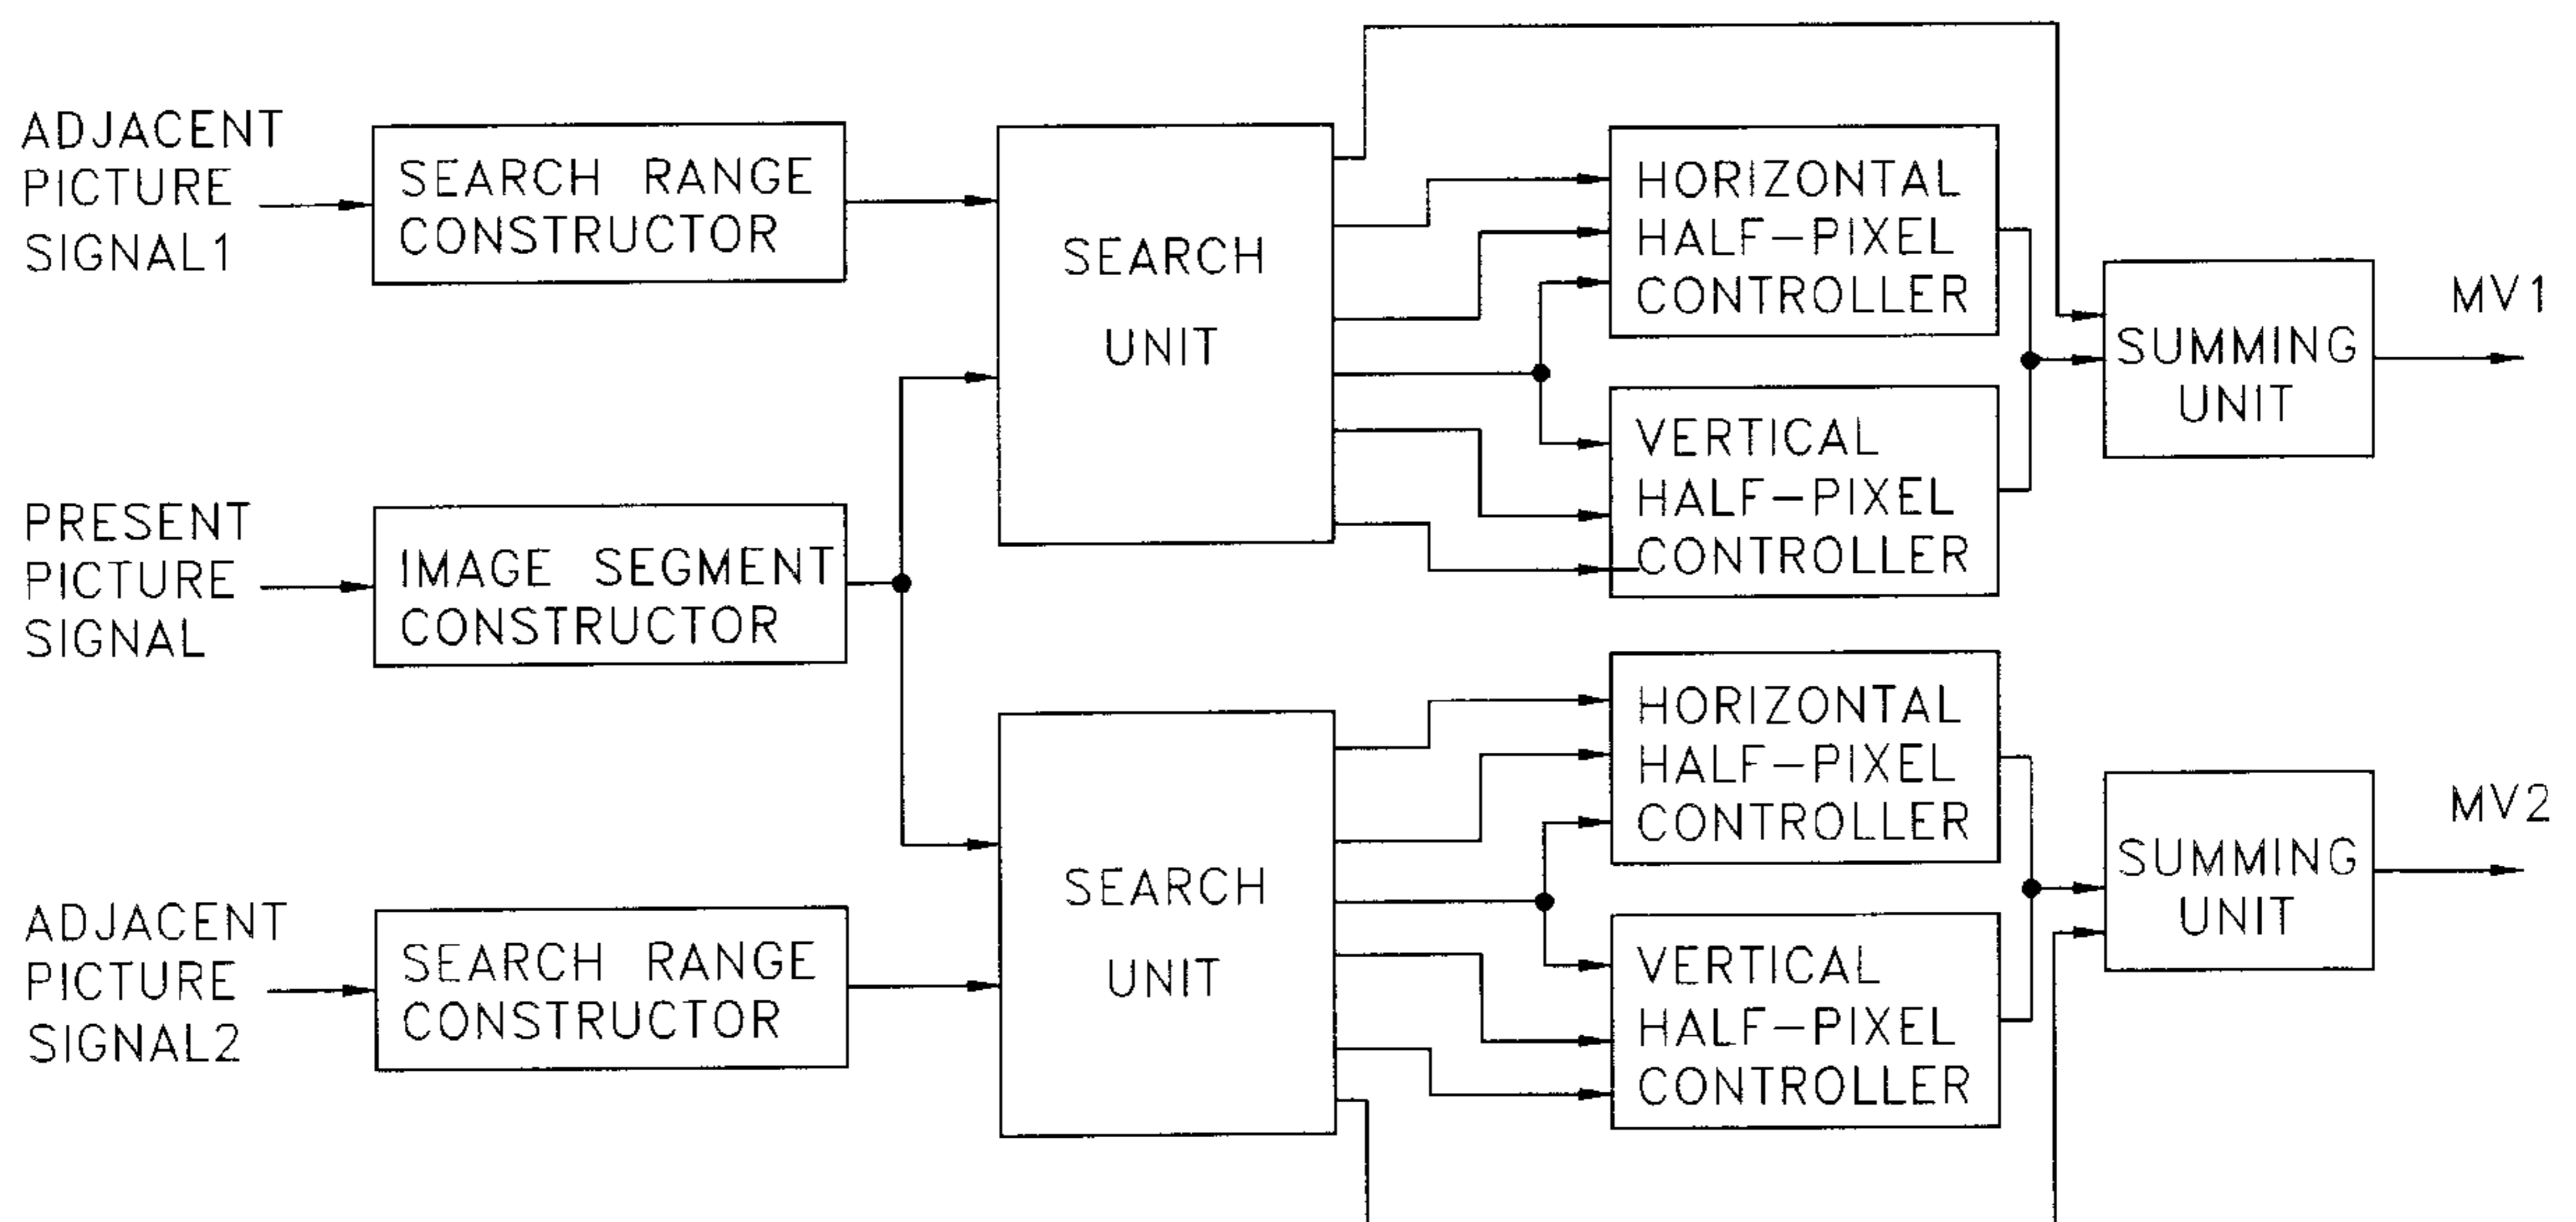 ADJACENT
PICTURE
SIGNAL1
SEARCH RANGE
CONSTRUCTOR
SEARCH
UNIT
HORIZONTAL
HALF-PIXEL
CONTROLLER
VERTICAL
HALF-PIXEL
CONTROLLER
SUMMING
UNIT
MV1
PRESENT
PICTURE
SIGNAL
IMAGE SEGMENT
CONSTRUCTOR
ADJACENT
PICTURE
SIGNAL2
SEARCH RANGE
CONSTRUCTOR
SEARCH
UNIT
HORIZONTAL
HALF-PIXEL
CONTROLLER
VERTICAL
HALF-PIXEL
CONTROLLER
SUMMING
UNIT
MV2